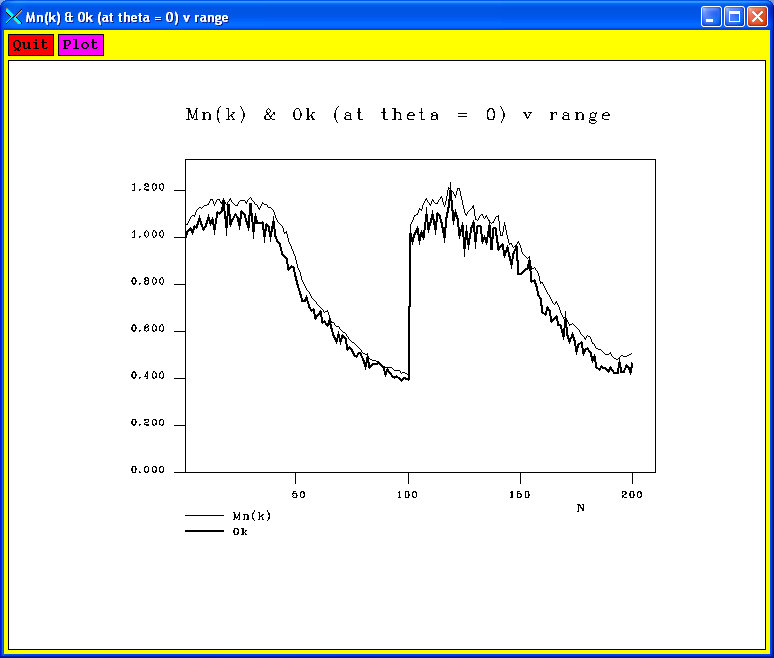 Mn(k) & Ok (at theta = 0) v range
Quit Plot
Mn(k) & Ok (at theta = 0) v range
1.200
1.000
0.800
0.600
0.400
0.200
0.000
50 100 150 200
N
Mn(k)
Ok